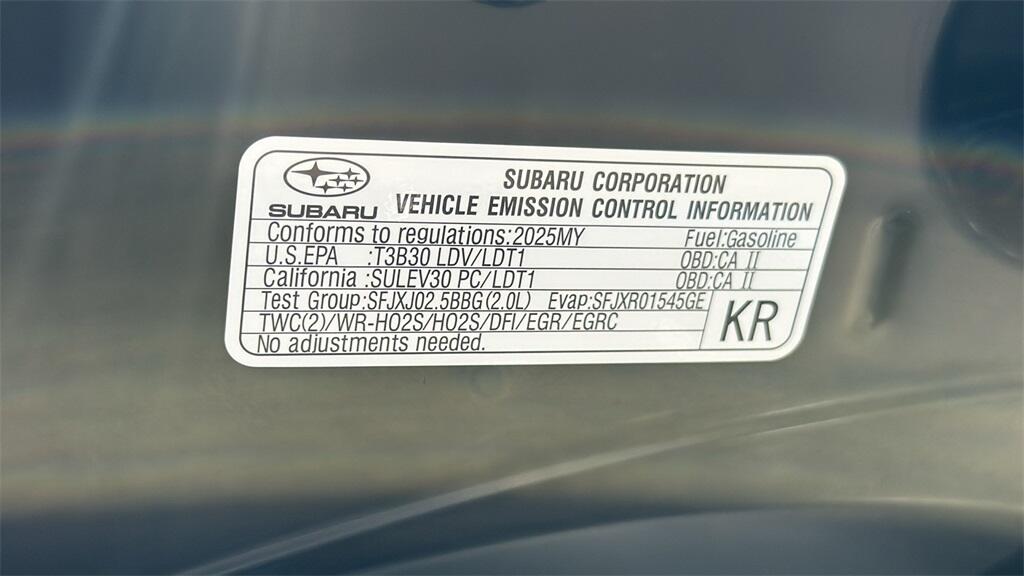 SUBARU
SUBARU CORPORATION
VEHICLE EMISSION CONTROL INFORMATION
Conforms to regulations:2025MY Fuel:Gasoline
U.S.EPA :T3B30 LDV/LDT1 OBD:CA II
California :SULEV30 PC/LDT1 OBD:CA II
Test Group:SFJXJ02.5BBG(2.0L) Evap:SFJXR01545GE
TWC(2)/WR-HO2S/HO2S/DFI/EGR/EGRC
No adjustments needed.
KR